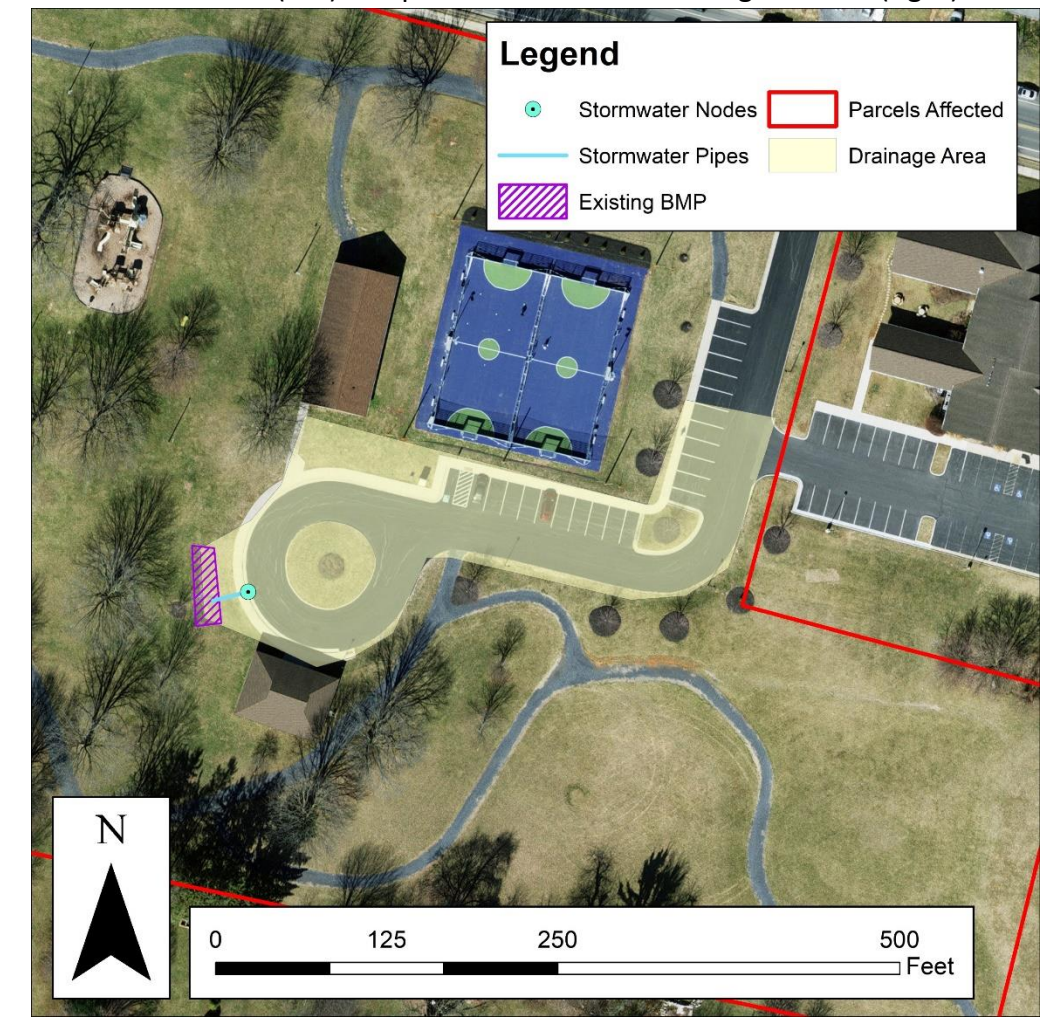 Legend
Stormwater Nodes
Parcels Affected
Stormwater Pipes
Drainage Area
Existing BMP
N
0 125 250 500
Feet